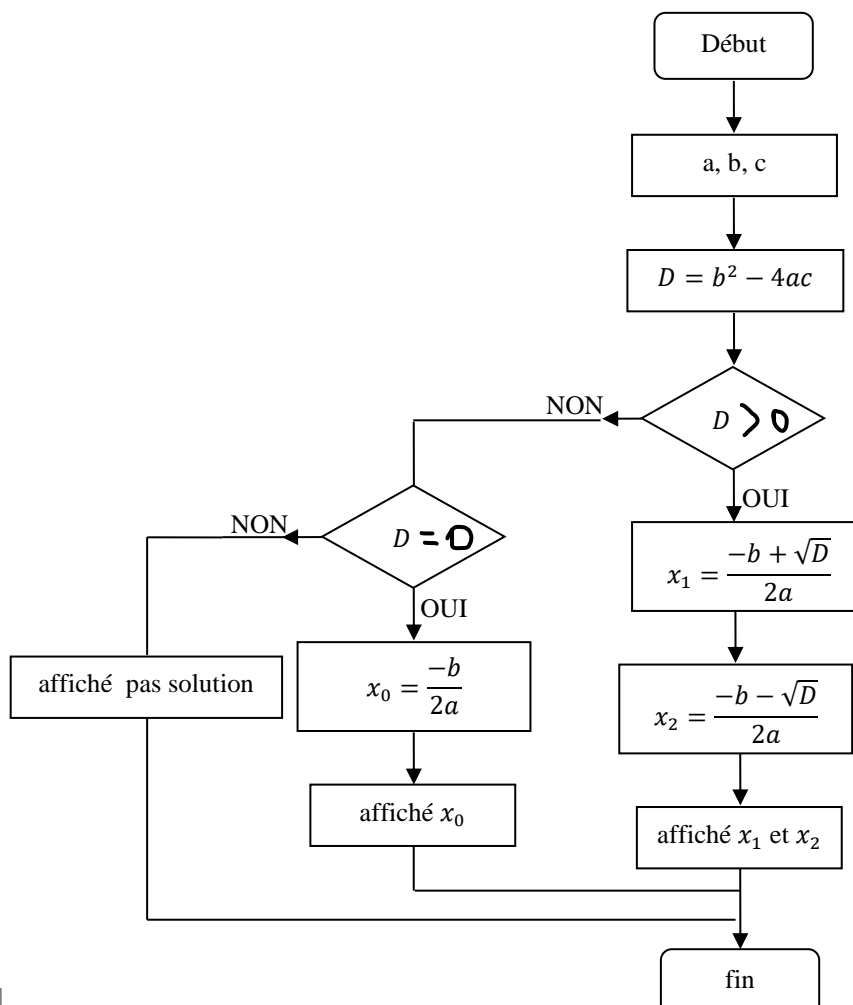 Début
a, b, c
D = b² − 4ac
D > 0
NON
OUI
x₁ = (−b + √D) / 2a
x₂ = (−b − √D) / 2a
affiché x₁ et x₂
D = 0
NON
OUI
x₀ = −b / 2a
affiché x₀
affiché pas solution
fin